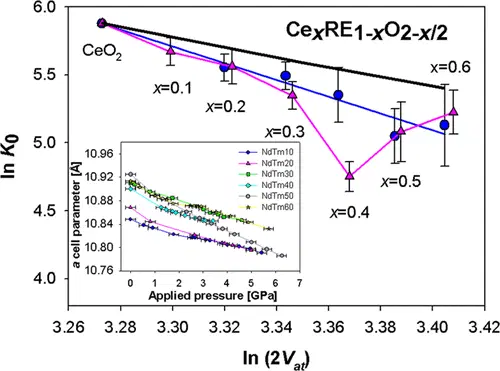 CexRE1-xO2-x/2
6.0
5.5
5.0
4.5
4.0
ln K0
CeO2
x=0.1
x=0.2
x=0.3
x=0.4
x=0.5
x=0.6
10.96
10.92
10.88
10.84
10.80
10.76
a cell parameter [Å]
NdTm10
NdTm20
NdTm30
NdTm40
NdTm50
NdTm60
0 1 2 3 4 5 6 7
Applied pressure [GPa]
3.26 3.28 3.30 3.32 3.34 3.36 3.38 3.40 3.42
ln (2Vat)